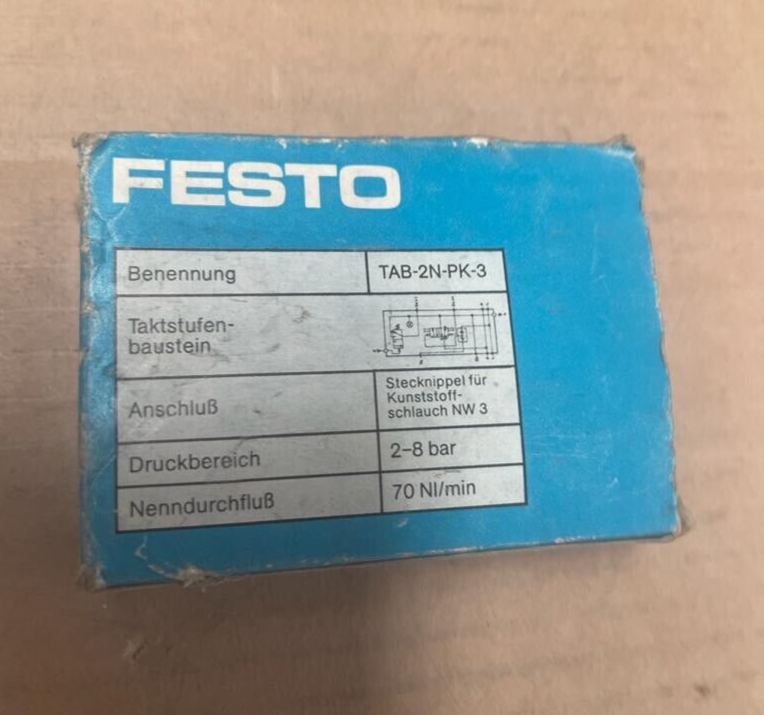 FESTO
Benennung
TAB-2N-PK-3
Taktstufen-
baustein
Anschluß
Stecknippel für
Kunststoff-
schlauch NW 3
Druckbereich
2–8 bar
Nenndurchfluß
70 Nl/min